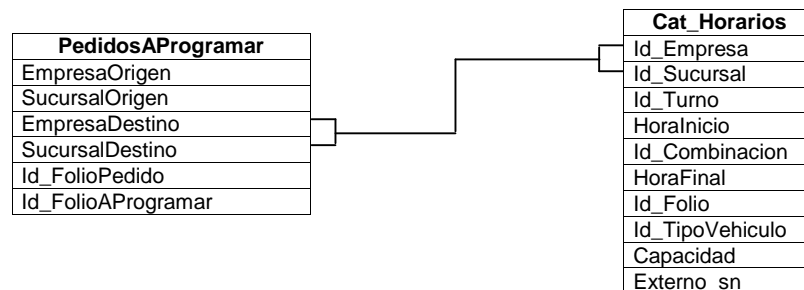 PedidosAProgramar
EmpresaOrigen
SucursalOrigen
EmpresaDestino
SucursalDestino
Id_FolioPedido
Id_FolioAProgramar
Cat_Horarios
Id_Empresa
Id_Sucursal
Id_Turno
HoraInicio
Id_Combinacion
HoraFinal
Id_Folio
Id_TipoVehiculo
Capacidad
Externo_sn